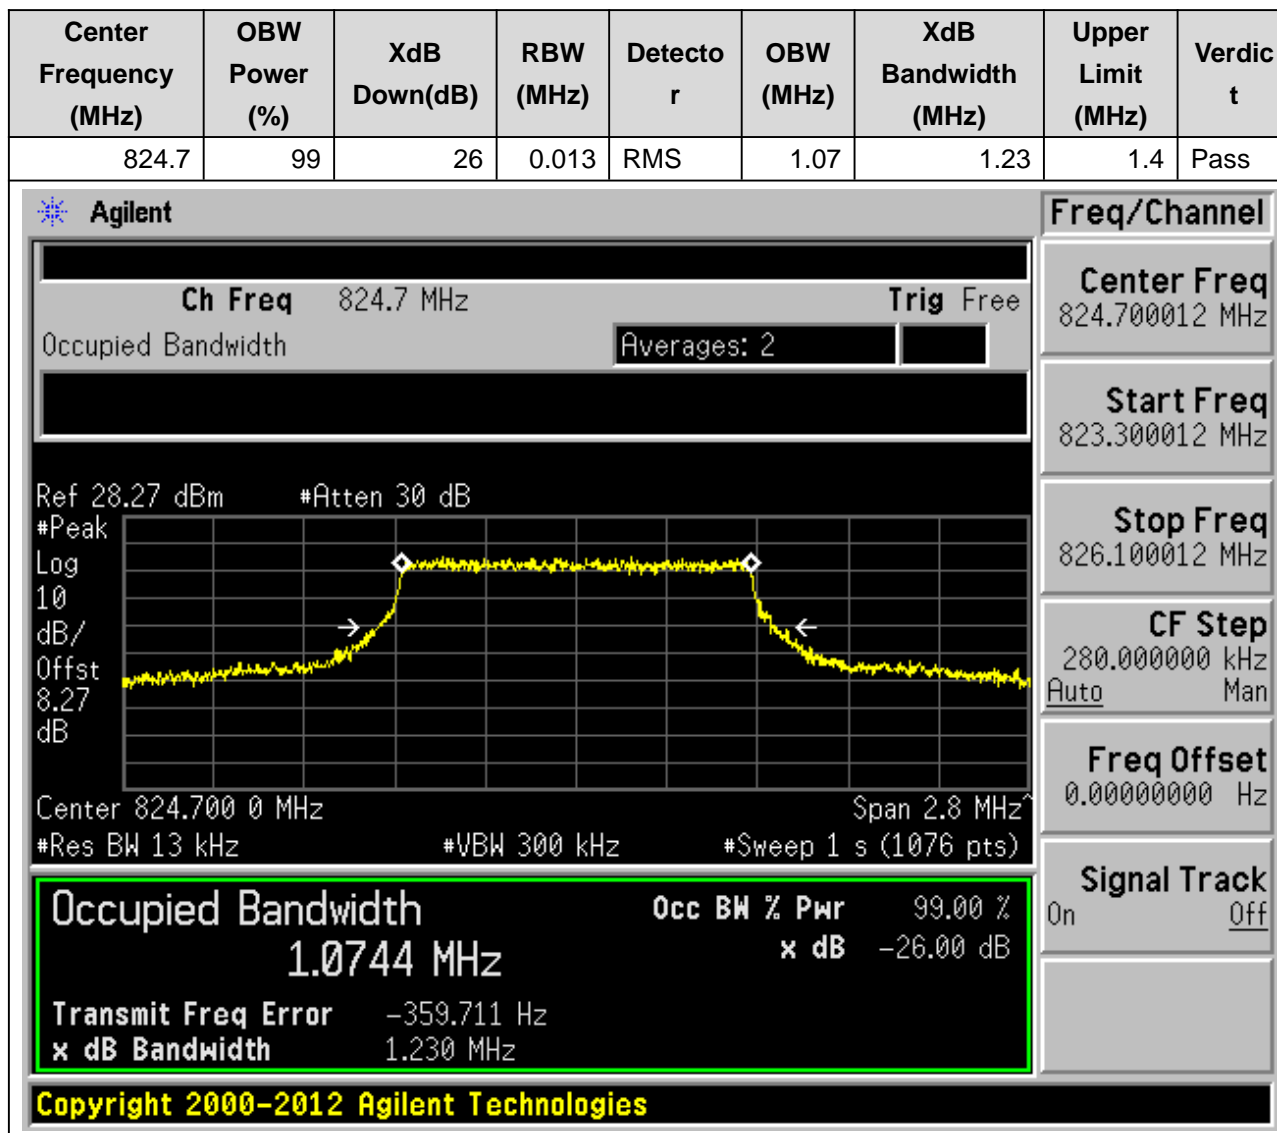 Center Frequency (MHz) OBW Power (%) XdB Down(dB) RBW (MHz) Detecto r OBW (MHz) XdB Bandwidth (MHz) Upper Limit (MHz) Verdic t
824.7 99 26 0.013 RMS 1.07 1.23 1.4 Pass
Agilent
Freq/Channel
Ch Freq 824.7 MHz Trig Free
Occupied Bandwidth Averages: 2
Center Freq
824.700012 MHz
Start Freq
823.300012 MHz
Stop Freq
826.100012 MHz
CF Step
280.000000 kHz
Auto Man
Freq Offset
0.00000000 Hz
Signal Track
On Off
Ref 28.27 dBm #Atten 30 dB
#Peak
Log
10
dB/
Offst
8.27
dB
Center 824.700 0 MHz Span 2.8 MHz^
#Res BW 13 kHz #VBW 300 kHz #Sweep 1 s (1076 pts)
Occupied Bandwidth Occ BW % Pwr 99.00 %
1.0744 MHz x dB -26.00 dB
Transmit Freq Error -359.711 Hz
x dB Bandwidth 1.230 MHz
Copyright 2000-2012 Agilent Technologies